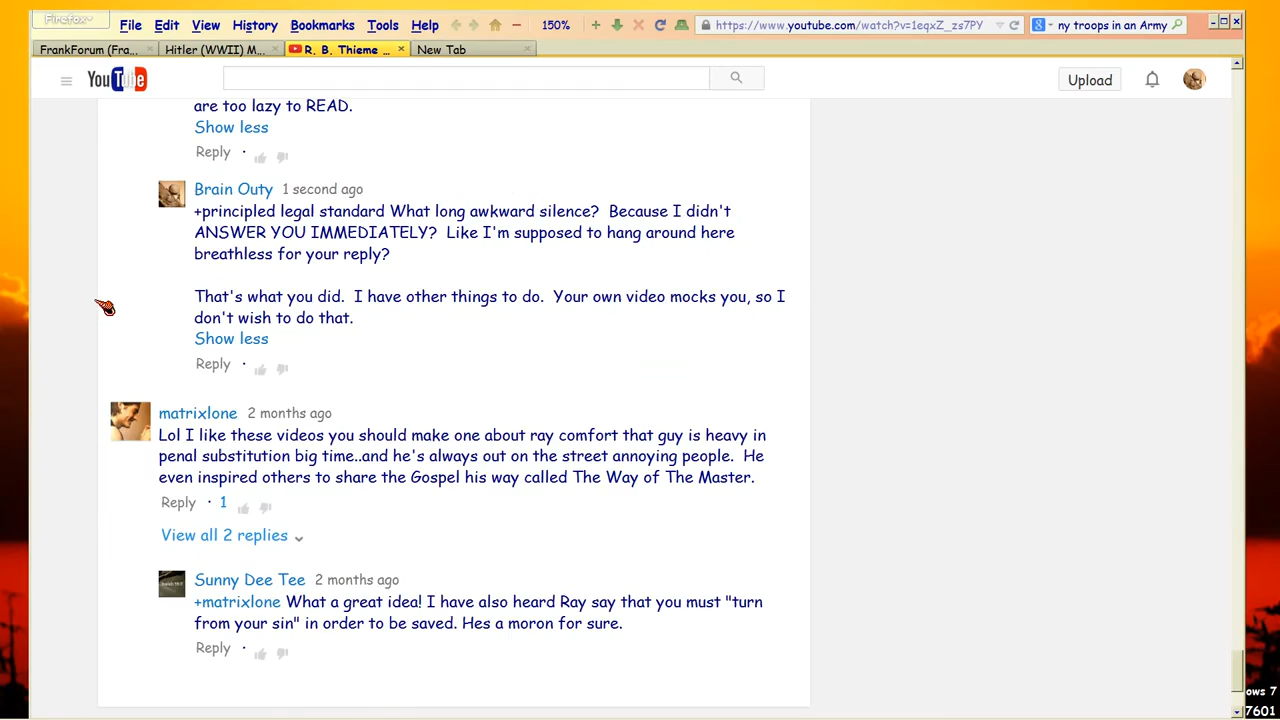 Firefox
File Edit View History Bookmarks Tools Help 150% https://www.youtube.com/watch?v=1eqxZ_zs7PY ny troops in an Army
FrankForum (Fra... Hitler (WWII) M... R. B. Thieme ... New Tab
YouTube Upload
are too lazy to READ.
Show less
Reply ·
Brain Outy 1 second ago
+principled legal standard What long awkward silence? Because I didn't
ANSWER YOU IMMEDIATELY? Like I'm supposed to hang around here
breathless for your reply?
That's what you did. I have other things to do. Your own video mocks you, so I
don't wish to do that.
Show less
Reply ·
matrixlone 2 months ago
Lol I like these videos you should make one about ray comfort that guy is heavy in
penal substitution big time..and he's always out on the street annoying people. He
even inspired others to share the Gospel his way called The Way of The Master.
Reply · 1
View all 2 replies
Sunny Dee Tee 2 months ago
+matrixlone What a great idea! I have also heard Ray say that you must "turn
from your sin" in order to be saved. Hes a moron for sure.
Reply ·
ows 7
7601